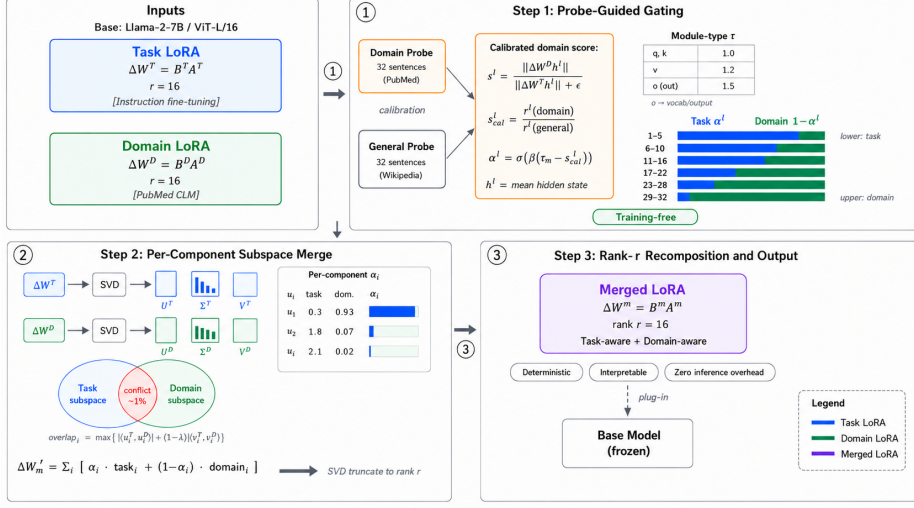 Inputs
Base: Llama-2-7B / ViT-L/16
Task LoRA
ΔW^T = B^T A^T
r = 16
[Instruction fine-tuning]
Domain LoRA
ΔW^D = B^D A^D
r = 16
[PubMed CLM]
1
1
Step 1: Probe-Guided Gating
Domain Probe
32 sentences
(PubMed)
calibration
General Probe
32 sentences
(Wikipedia)
Calibrated domain score:
s^l = ||ΔW^D h^l|| / ||ΔW^T h^l|| + ϵ
s^l_cal = r^l(domain) / r^l(general)
α^l = σ(β(τ_m − s^l_cal))
h^l = mean hidden state
Module-type τ
q, k 1.0
v 1.2
o (out) 1.5
o → vocab/output
Task α^l Domain 1−α^l
1–5 lower: task
6–10
11–16
17–22
23–28
29–32
upper: domain
Training-free
2
Step 2: Per-Component Subspace Merge
ΔW^T SVD
U^T Σ^T V^T
ΔW^D SVD
U^D Σ^D V^D
Per-component α_i
u_i task dom. α_i
u_1 0.3 0.93
u_2 1.8 0.07
u_i 2.1 0.02
Task subspace
conflict ~1%
Domain subspace
overlap_i = max{|⟨u_i^T, u_i^D⟩| + (1−λ)|⟨v_i^T, v_i^D⟩}
ΔW_m^r = Σ_i [ α_i · task_i + (1−α_i) · domain_i ]
SVD truncate to rank r
3
3
Step 3: Rank-r Recomposition and Output
Merged LoRA
ΔW^m = B^m A^m
rank r = 16
Task-aware + Domain-aware
Deterministic
Interpretable
Zero inference overhead
plug-in
Base Model
(frozen)
Legend
Task LoRA
Domain LoRA
Merged LoRA